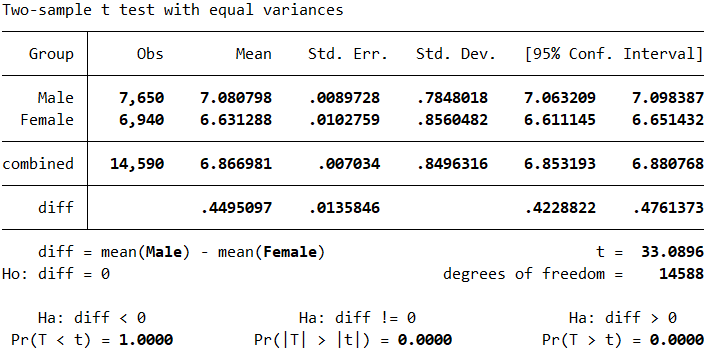 Two-sample t test with equal variances
Group Obs Mean Std. Err. Std. Dev. [95% Conf. Interval]
Male 7,650 7.080798 .0089728 .7848018 7.063209 7.098387
Female 6,940 6.631288 .0102759 .8560482 6.611145 6.651432
combined 14,590 6.866981 .007034 .8496316 6.853193 6.880768
diff .4495097 .0135846 .4228822 .4761373
diff = mean(Male) - mean(Female) t = 33.0896
Ho: diff = 0 degrees of freedom = 14588
Ha: diff < 0 Ha: diff != 0 Ha: diff > 0
Pr(T < t) = 1.0000 Pr(|T| > |t|) = 0.0000 Pr(T > t) = 0.0000